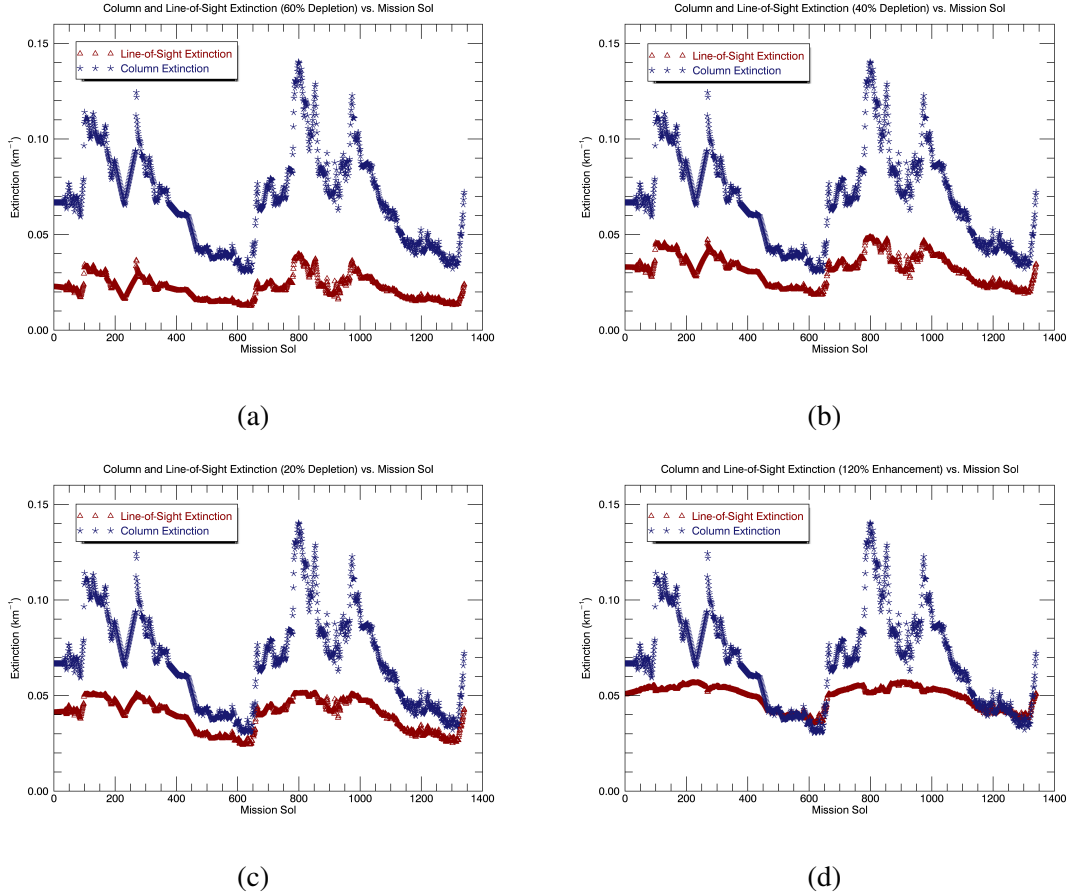 Column and Line-of-Sight Extinction (60% Depletion) vs. Mission Sol
0.15
0.10
0.05
0.00
Extinction (km⁻¹)
△ △ △ Line-of-Sight Extinction
✶ ✶ ✶ Column Extinction
0 200 400 600 800 1000 1200 1400
Mission Sol
(a)
Column and Line-of-Sight Extinction (40% Depletion) vs. Mission Sol
0.15
0.10
0.05
0.00
Extinction (km⁻¹)
△ △ △ Line-of-Sight Extinction
✶ ✶ ✶ Column Extinction
0 200 400 600 800 1000 1200 1400
Mission Sol
(b)
Column and Line-of-Sight Extinction (20% Depletion) vs. Mission Sol
0.15
0.10
0.05
0.00
Extinction (km⁻¹)
△ △ △ Line-of-Sight Extinction
✶ ✶ ✶ Column Extinction
0 200 400 600 800 1000 1200 1400
Mission Sol
(c)
Column and Line-of-Sight Extinction (120% Enhancement) vs. Mission Sol
0.15
0.10
0.05
0.00
Extinction (km⁻¹)
△ △ △ Line-of-Sight Extinction
✶ ✶ ✶ Column Extinction
0 200 400 600 800 1000 1200 1400
Mission Sol
(d)